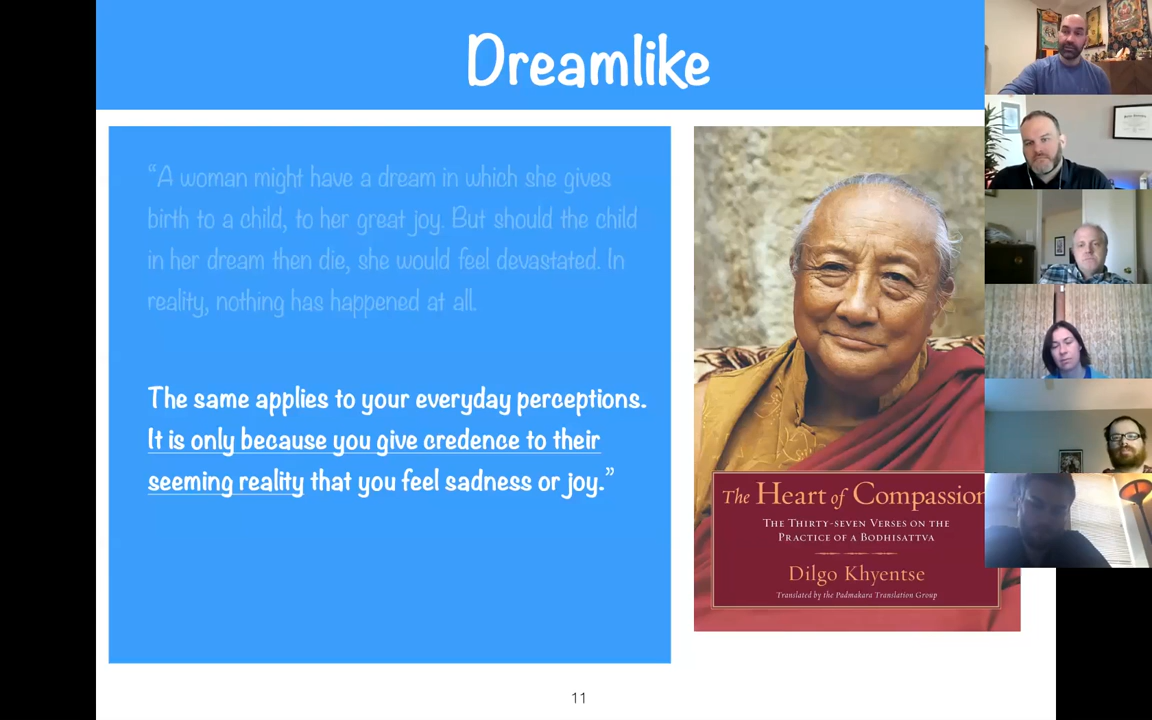 Dreamlike
“A woman might have a dream in which she gives
birth to a child, to her great joy. But should the child
in her dream then die, she would feel devastated. In
reality, nothing has happened at all.
The same applies to your everyday perceptions.
It is only because you give credence to their
seeming reality that you feel sadness or joy.”
The Heart of Compassion
THE THIRTY-SEVEN VERSES ON THE
PRACTICE OF A BODHISATTVA
Dilgo Khyentse
Translated by the Padmakara Translation Group
11